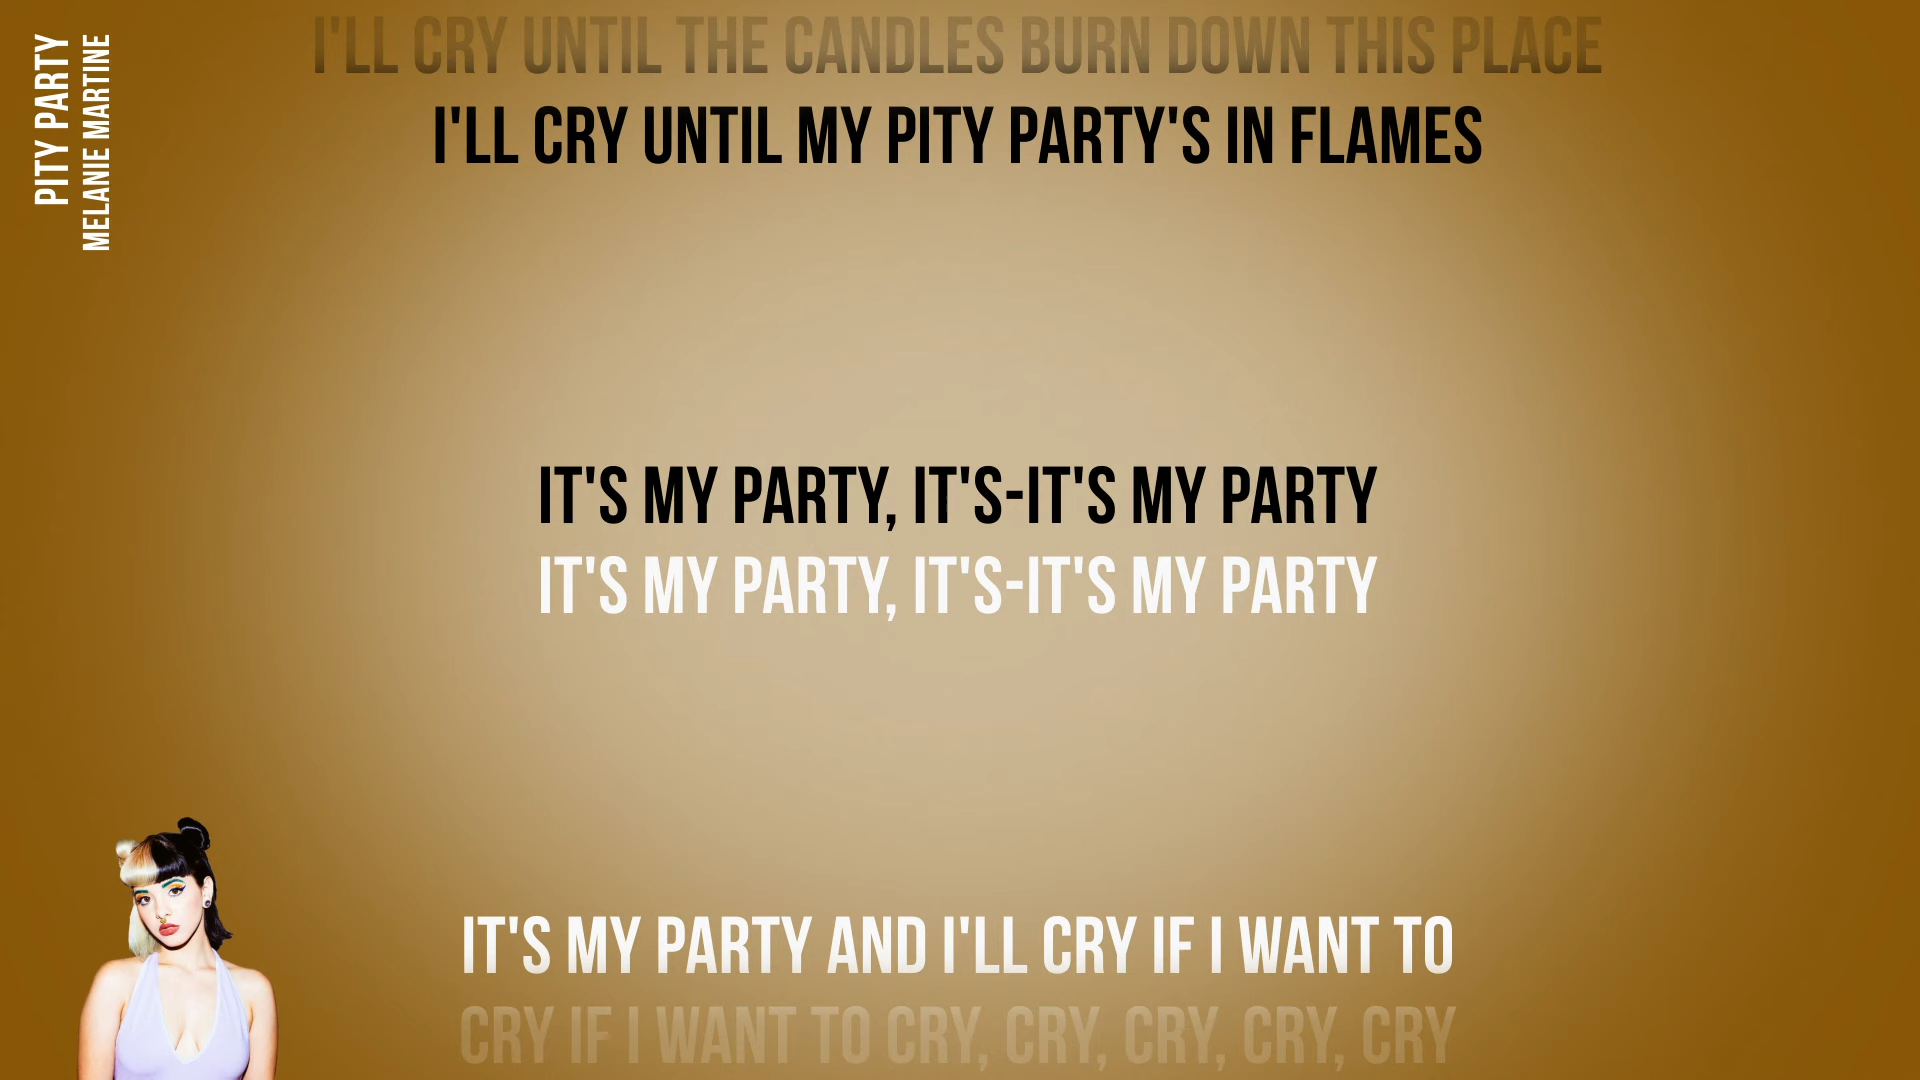 PITY PARTY
MELANIE MARTINE
I'LL CRY UNTIL THE CANDLES BURN DOWN THIS PLACE
I'LL CRY UNTIL MY PITY PARTY'S IN FLAMES
IT'S MY PARTY, IT'S-IT'S MY PARTY
IT'S MY PARTY, IT'S-IT'S MY PARTY
IT'S MY PARTY AND I'LL CRY IF I WANT TO
CRY IF I WANT TO CRY, CRY, CRY, CRY, CRY